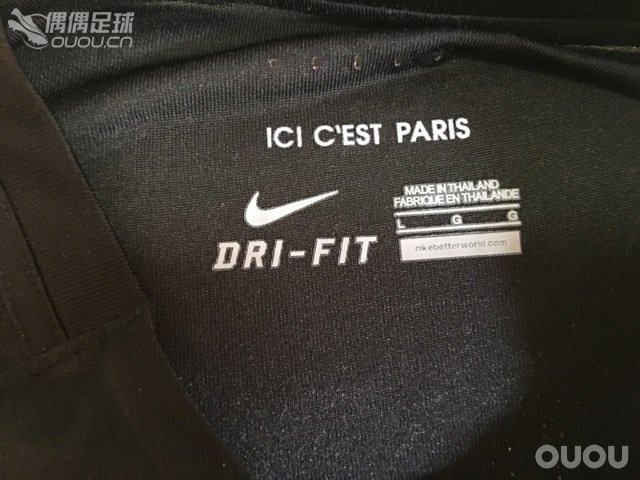 偶偶足球
OUOU.CN
ICI C'EST PARIS
MADE IN THAILAND
FABRIQUE EN THAILANDE
L G G
nikebetterworld.com
DRI-FIT
OUOU